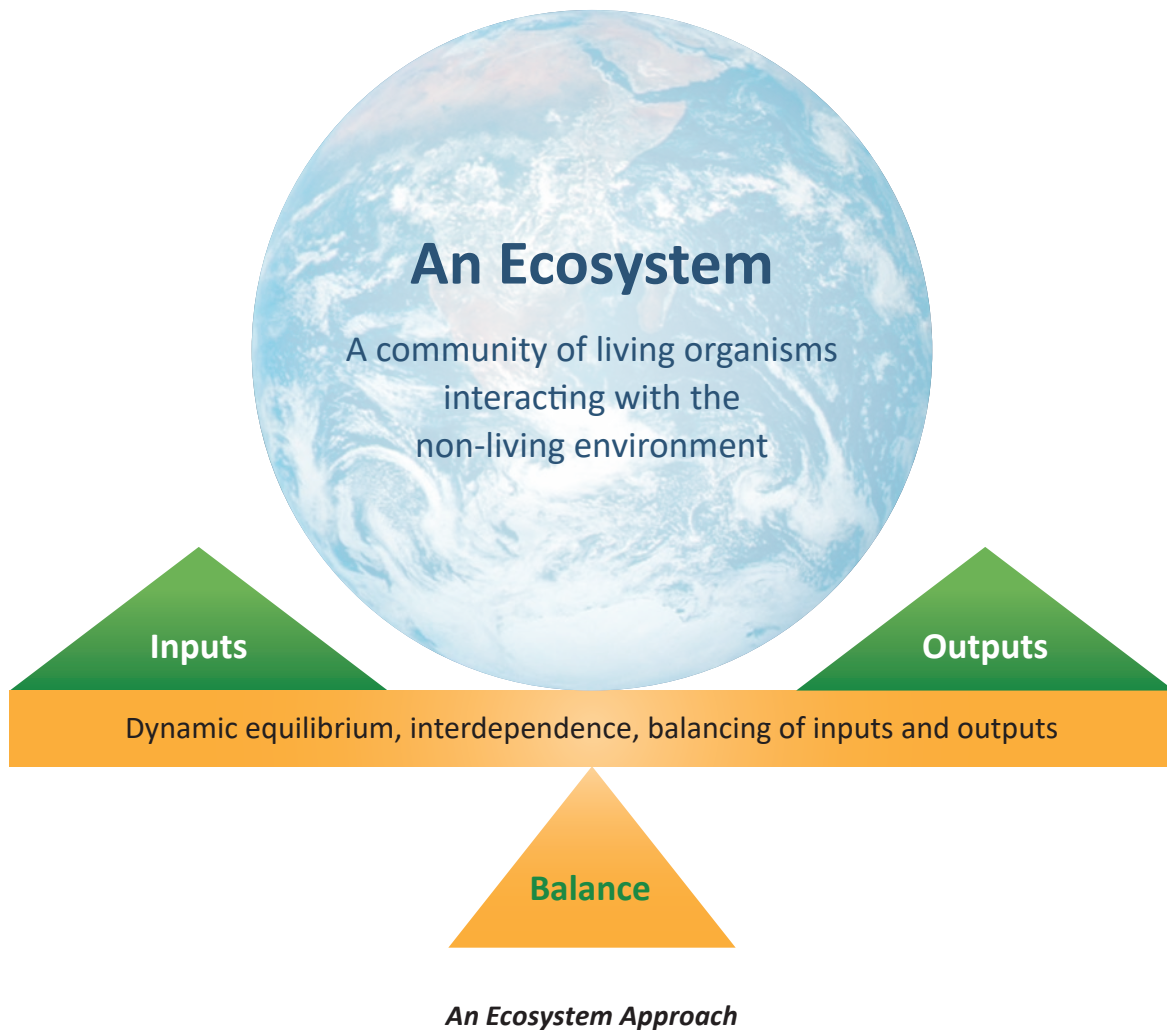 An Ecosystem
A community of living organisms
interacting with the
non-living environment
Inputs
Outputs
Dynamic equilibrium, interdependence, balancing of inputs and outputs
Balance
An Ecosystem Approach